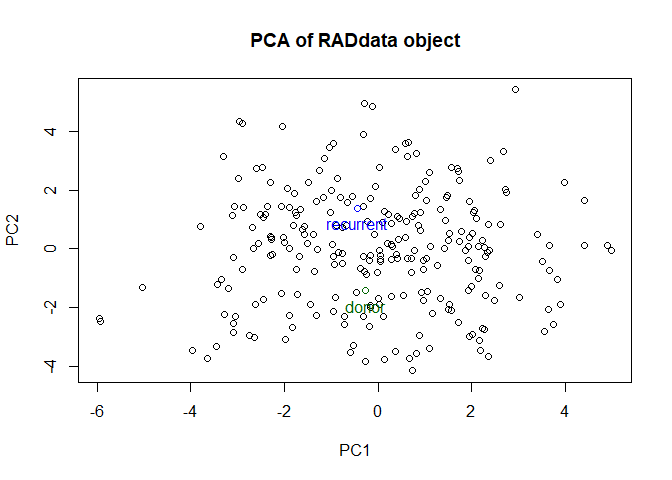 PCA of RADdata object
4
2
0
-2
-4
PC2
recurrent
donor
-6 -4 -2 0 2 4
PC1